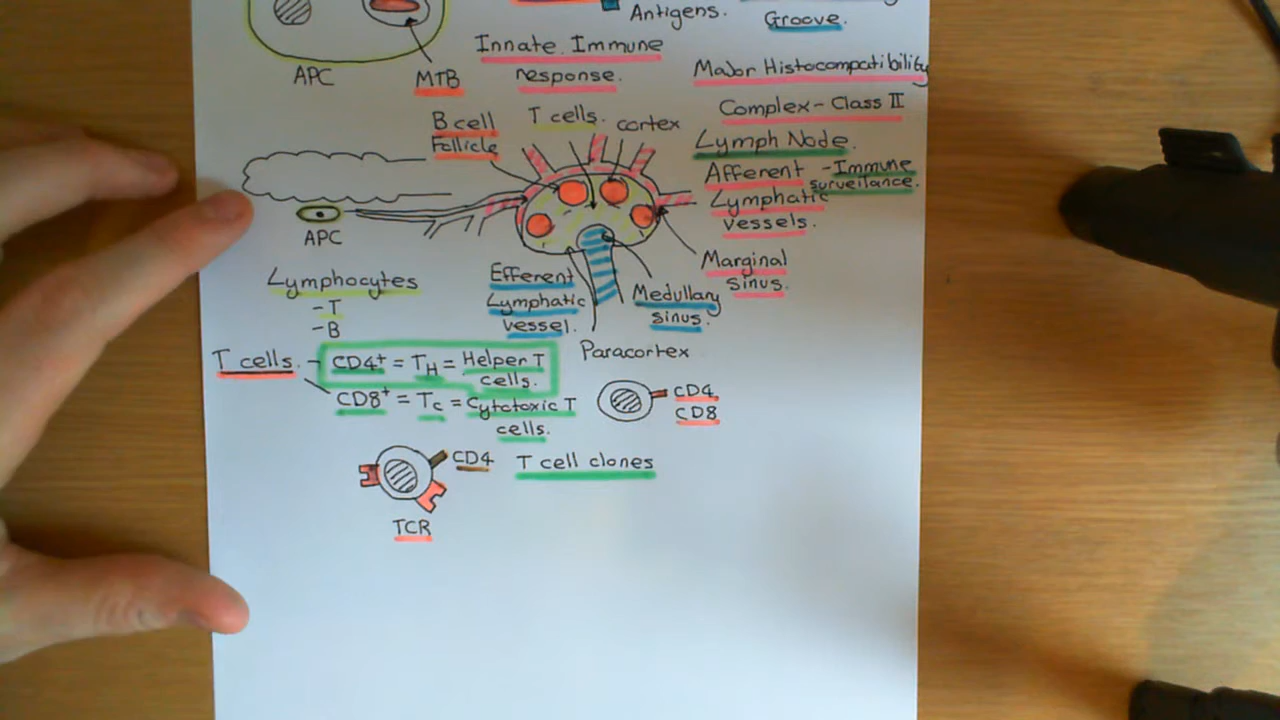 Antigens.
Groove.
Innate Immune
response.
APC
MTB
Major Histocompatibility
Complex - Class II
B cell
Follicle
T cells.
cortex
Lymph Node.
Afferent
Lymphatic
vessels.
- Immune
surveilance.
APC
Marginal
sinus.
Lymphocytes
- T
- B
Efferent
Lymphatic
vessel.
Medullary
sinus.
Paracortex
T cells. - CD4+ = TH = Helper T
cells.
CD8+ = Tc = Cytotoxic T
cells.
CD4
CD8
CD4
T cell clones
TCR